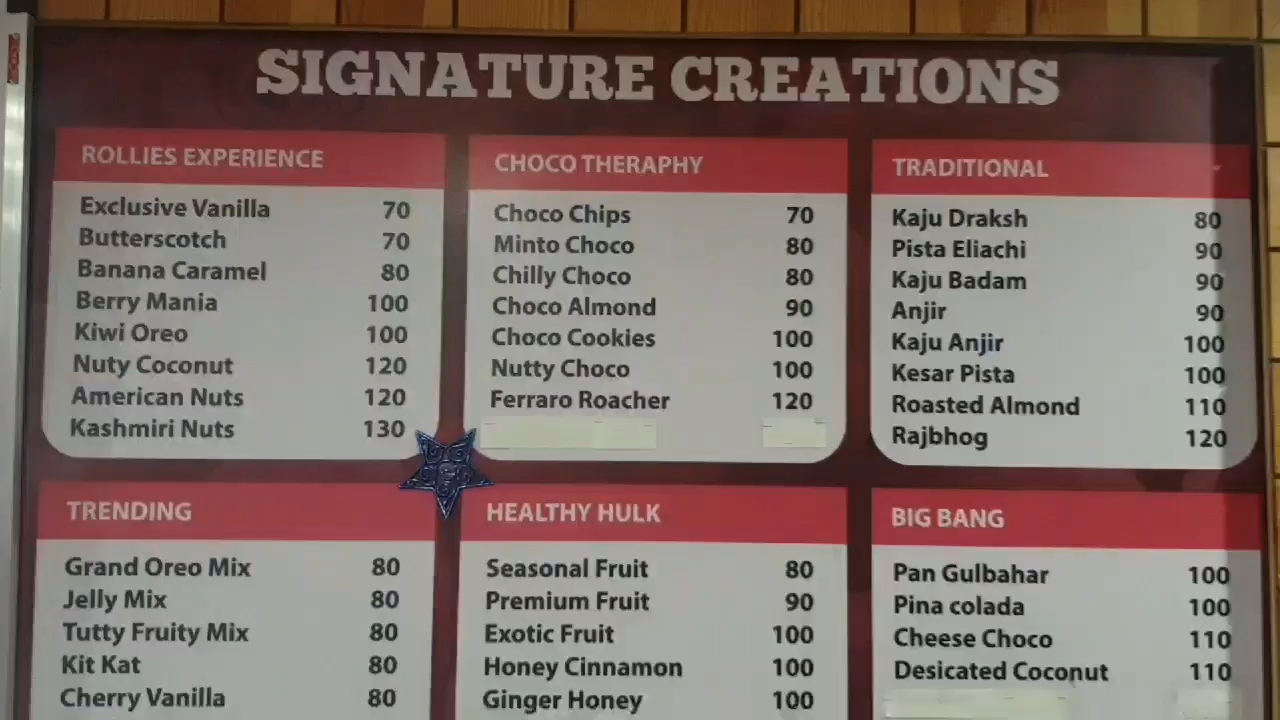 SIGNATURE CREATIONS
ROLLIES EXPERIENCE
Exclusive Vanilla 70
Butterscotch 70
Banana Caramel 80
Berry Mania 100
Kiwi Oreo 100
Nuty Coconut 120
American Nuts 120
Kashmiri Nuts 130
CHOCO THERAPHY
Choco Chips 70
Minto Choco 80
Chilly Choco 80
Choco Almond 90
Choco Cookies 100
Nutty Choco 100
Ferraro Roacher 120
TRADITIONAL
Kaju Draksh 80
Pista Eliachi 90
Kaju Badam 90
Anjir 90
Kaju Anjir 100
Kesar Pista 100
Roasted Almond 110
Rajbhog 120
TRENDING
Grand Oreo Mix 80
Jelly Mix 80
Tutty Fruity Mix 80
Kit Kat 80
Cherry Vanilla 80
HEALTHY HULK
Seasonal Fruit 80
Premium Fruit 90
Exotic Fruit 100
Honey Cinnamon 100
Ginger Honey 100
BIG BANG
Pan Gulbahar 100
Pina colada 100
Cheese Choco 110
Desicated Coconut 110